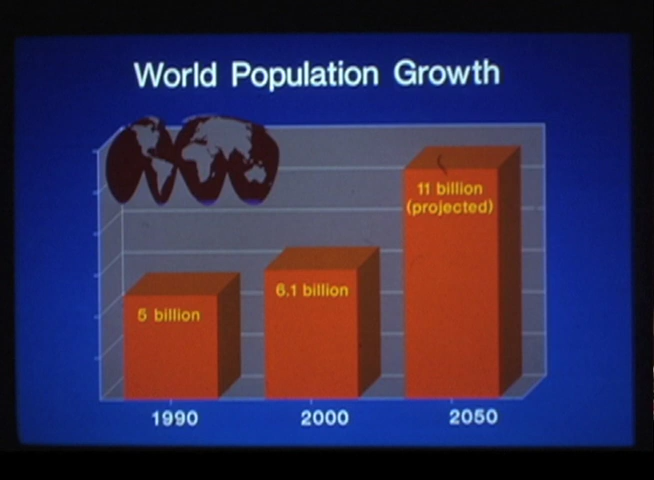 World Population Growth
11 billion
(projected)
6.1 billion
5 billion
1990
2000
2050